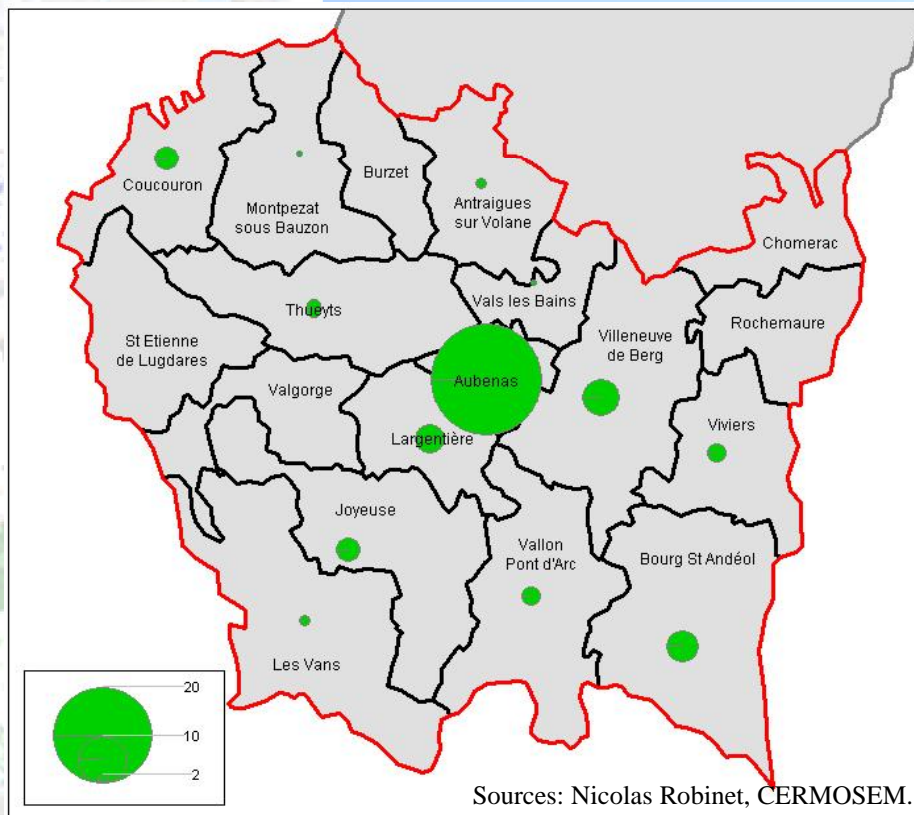 Coucouron
Montpezat
sous Bauzon
Burzet
Antraigues
sur Volane
Chomerac
St Etienne
de Lugdares
Thueyts
Vals les Bains
Villeneuve
de Berg
Rochemaure
Valgorge
Aubenas
Largentière
Viviers
Joyeuse
Vallon
Pont d'Arc
Bourg St Andéol
Les Vans
20
10
2
Sources: Nicolas Robinet, CERMOSEM.